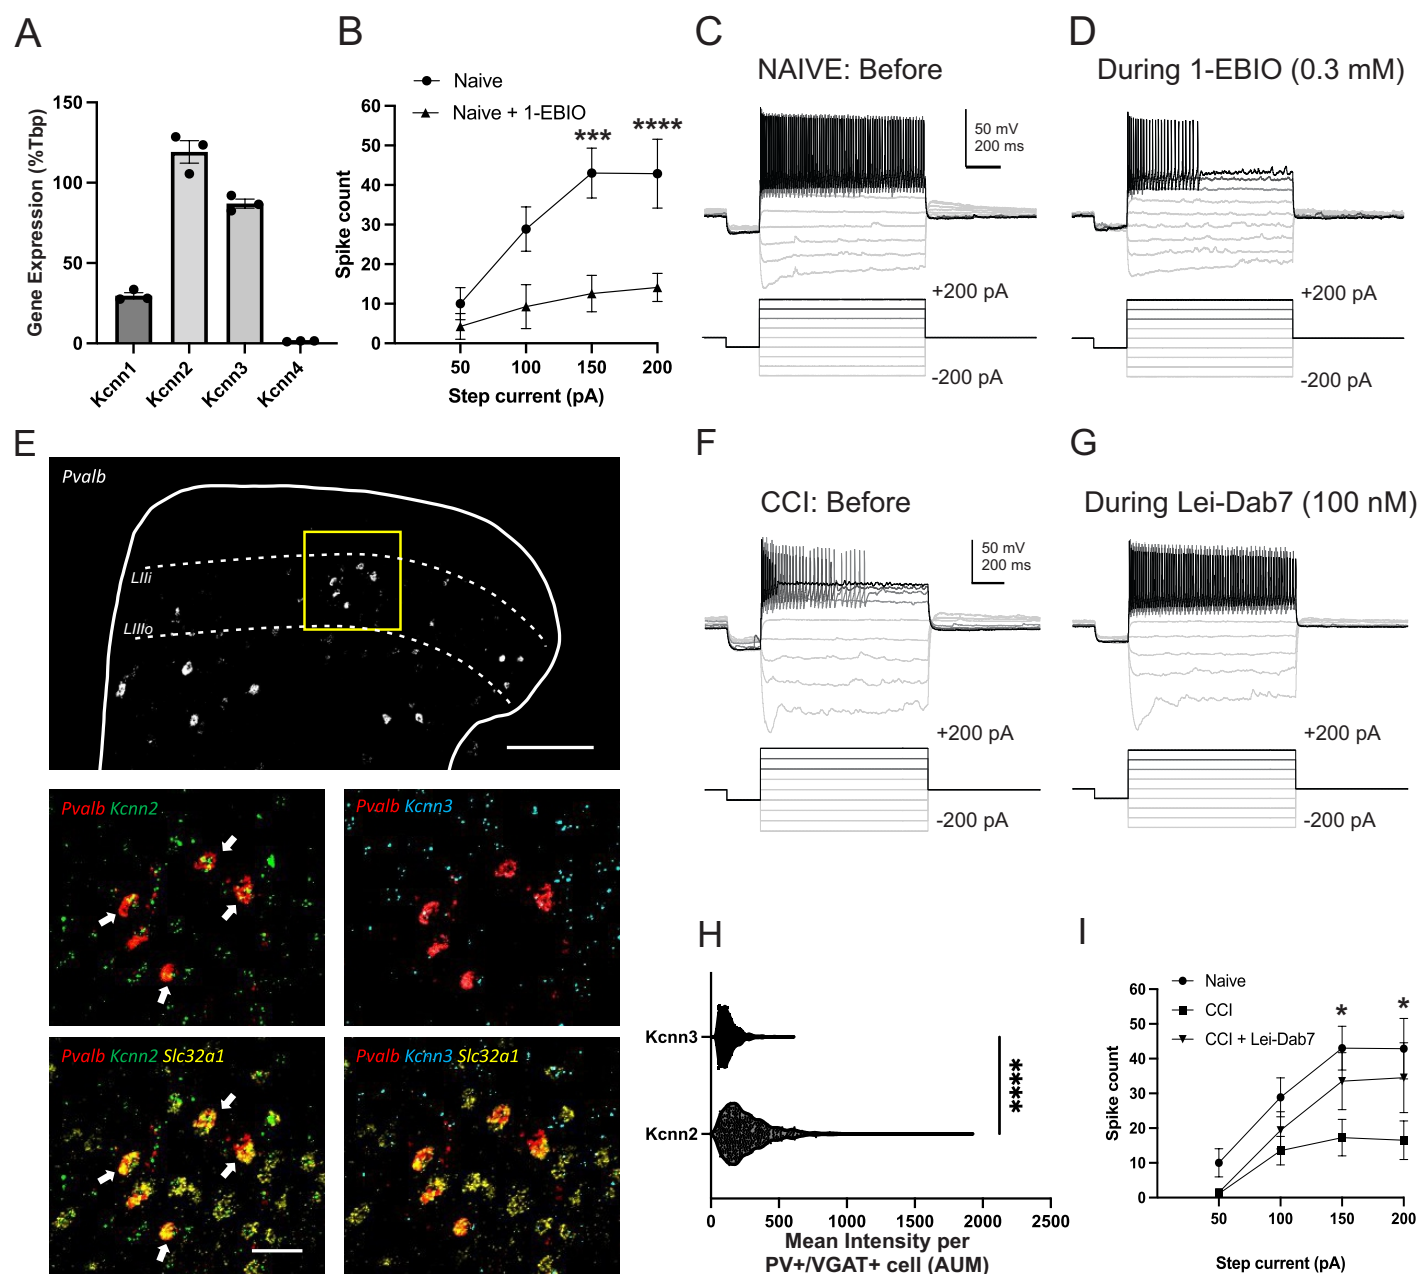 A
Gene Expression (%Tbp)
150
100
50
0
Kcnn1
Kcnn2
Kcnn3
Kcnn4
B
Naive
Naive + 1-EBIO
Spike count
60
50
40
30
20
10
0
***
****
50
100
150
200
Step current (pA)
C
NAIVE: Before
50 mV
200 ms
+200 pA
-200 pA
D
During 1-EBIO (0.3 mM)
+200 pA
-200 pA
E
Pvalb
LIIi
LIIIo
Pvalb Kcnn2
Pvalb Kcnn3
Pvalb Kcnn2 Slc32a1
Pvalb Kcnn3 Slc32a1
F
CCI: Before
50 mV
200 ms
+200 pA
-200 pA
G
During Lei-Dab7 (100 nM)
+200 pA
-200 pA
H
Kcnn3
Kcnn2
****
0
500
1000
1500
2000
2500
Mean Intensity per
PV+/VGAT+ cell (AUM)
I
Naive
CCI
CCI + Lei-Dab7
Spike count
60
50
40
30
20
10
0
*
*
50
100
150
200
Step current (pA)